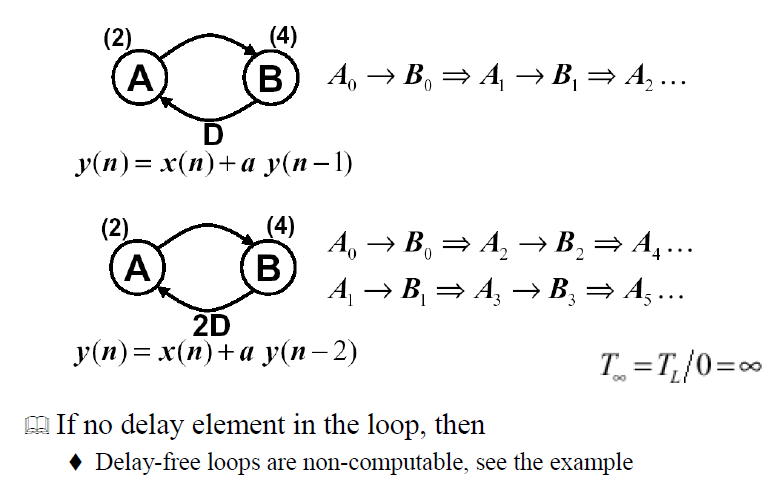 (2) (4)
A B A₀ → B₀ ⇒ A₁ → B₁ ⇒ A₂ ...
D
y(n) = x(n) + a y(n − 1)
(2) (4)
A B A₀ → B₀ ⇒ A₂ → B₂ ⇒ A₄ ...
A₁ → B₁ ⇒ A₃ → B₃ ⇒ A₅ ...
2D
y(n) = x(n) + a y(n − 2)
T∞ = T_L/0 = ∞
If no delay element in the loop, then
♦ Delay-free loops are non-computable, see the example